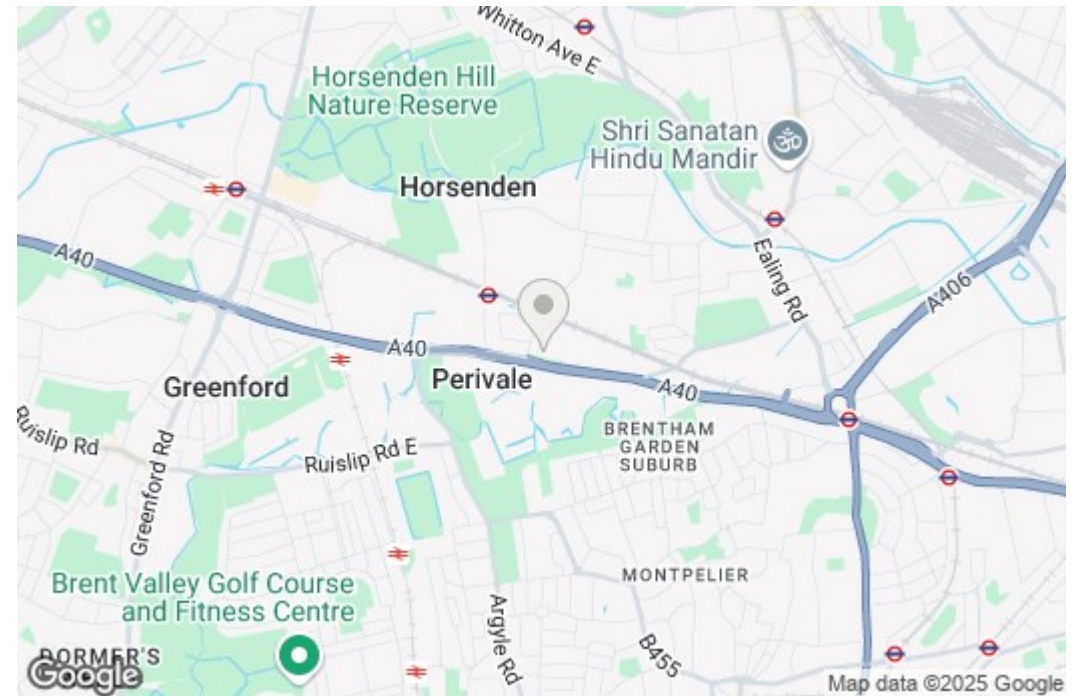 Whitton Ave E
Horsenden Hill
Nature Reserve
Shri Sanatan
Hindu Mandir
Horsenden
A40
Ealing Rd
A406
A40
Greenford
Perivale
A40
Ruislip Rd
BRENTHAM
GARDEN
SUBURB
Ruislip Rd E
Greenford Rd
Brent Valley Golf Course
and Fitness Centre
MONTPELIER
Argyle Rd
B455
DORMER'S
Google
Map data ©2025 Google